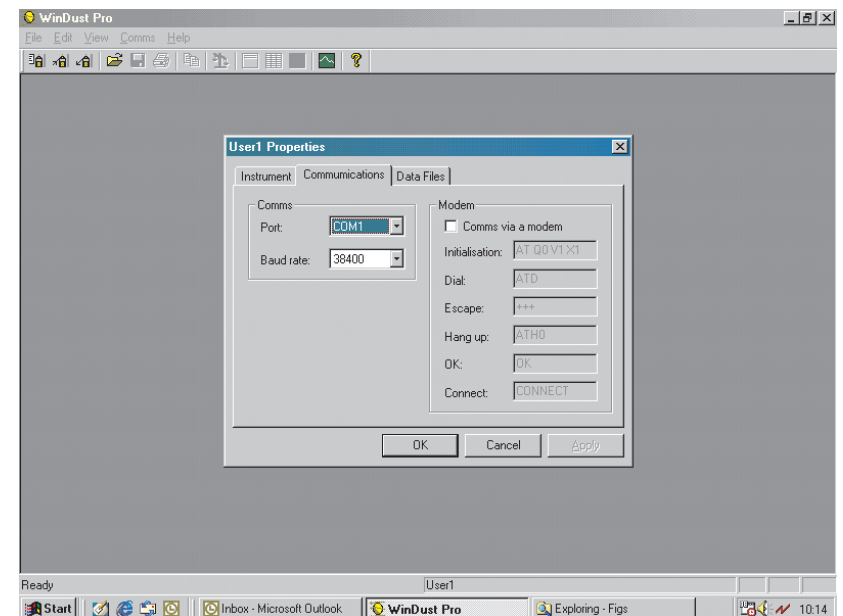 WinDust Pro
File Edit View Comms Help
User1 Properties
Instrument Communications Data Files
Comms
Port: COM1
Baud rate: 38400
Modem
Comms via a modem
Initialisation: AT Q0 V1 X1
Dial: ATD
Escape: +++
Hang up: ATH0
OK: OK
Connect: CONNECT
OK Cancel Apply
Ready User1
Start Inbox - Microsoft Outlook WinDust Pro Exploring - Figs 10:14